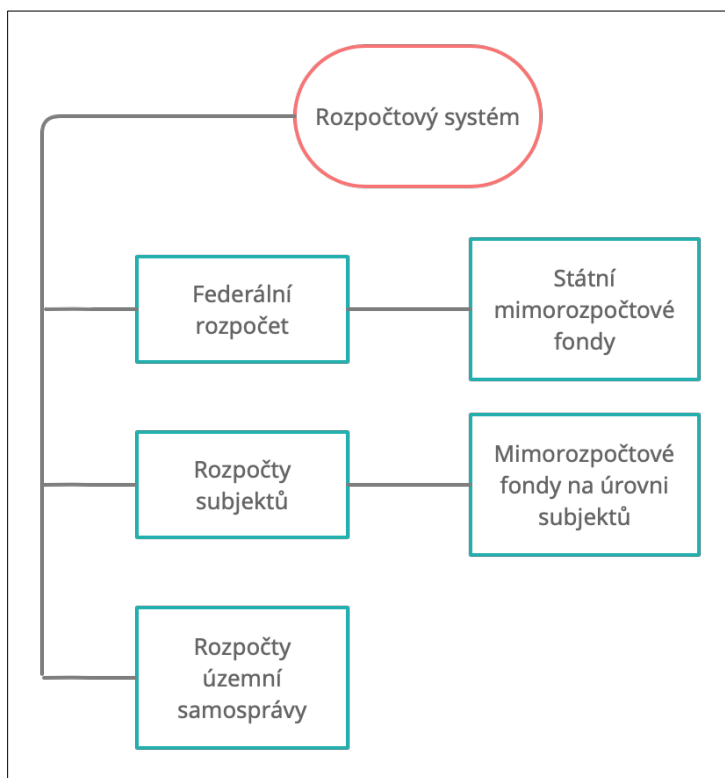 Rozpočtový systém
Federální
rozpočet
Státní
mimorozpočtové
fondy
Rozpočty
subjektů
Mimorozpočtové
fondy na úrovni
subjektů
Rozpočty
územní
samosprávy